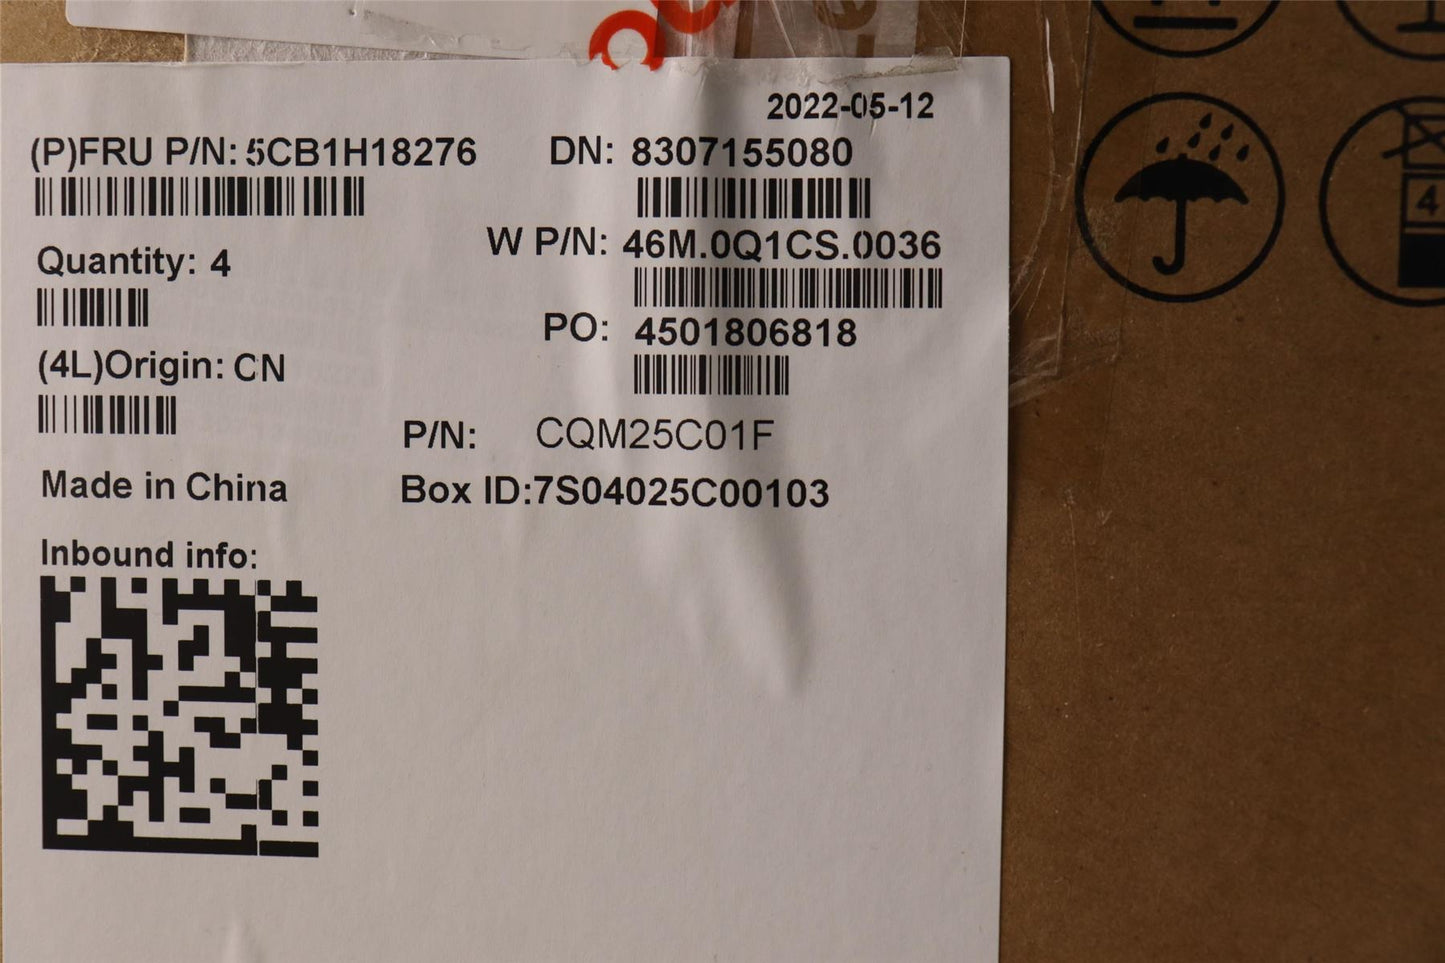 2022-05-12
(P)FRU P/N: 5CB1H18276
DN: 8307155080
W P/N: 46M.0Q1CS.0036
Quantity: 4
PO: 4501806818
(4L)Origin: CN
P/N: CQM25C01F
Made in China
Box ID:7S04025C00103
Inbound info:
4